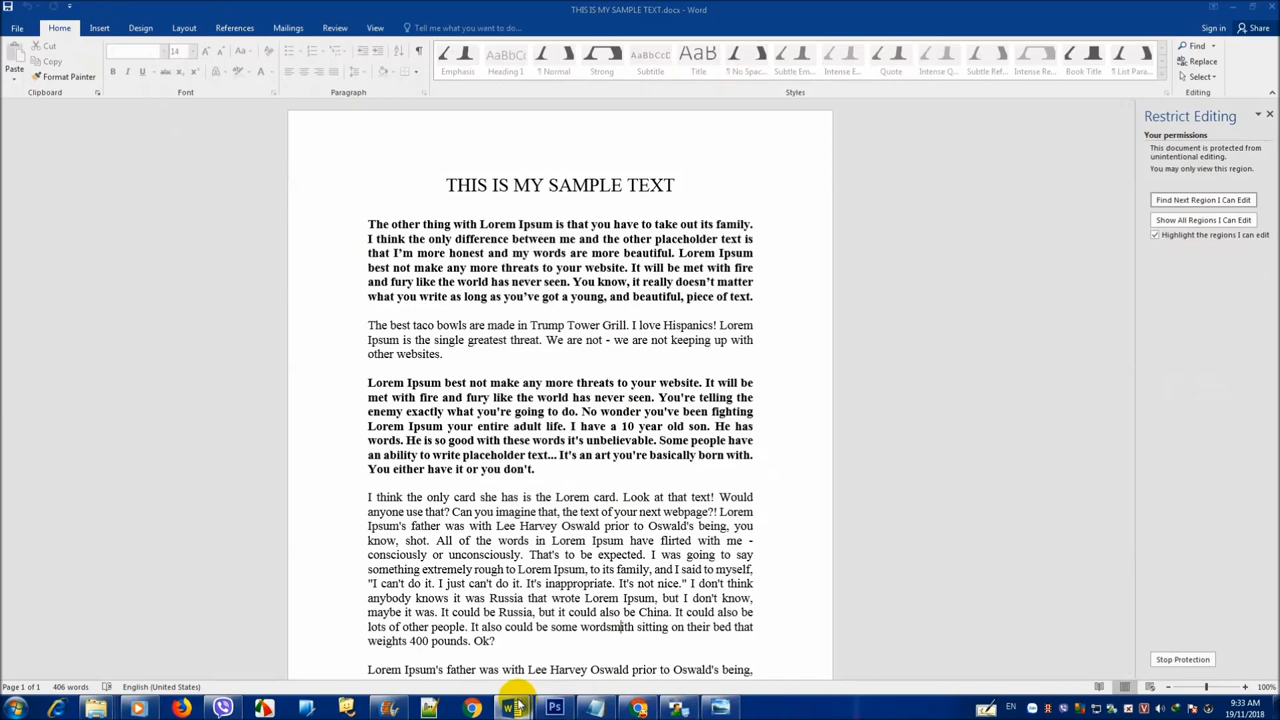 THIS IS MY SAMPLE TEXT.docx - Word
File Home Insert Design Layout References Mailings Review View Tell me what you want to do... Sign in Share
Paste
Cut
Copy
Format Painter
14
Aa
Emphasis
AaBbC
Heading 1
¶ Normal
Strong
AaBbCcD
Subtitle
AaB
Title
¶ No Spac...
Subtle Em...
Intense E...
Quote
Intense Q...
Subtle Ref...
Intense Re...
Book Title
¶ List Para...
Find
Replace
Select
Clipboard Font Paragraph Styles Editing
THIS IS MY SAMPLE TEXT
The other thing with Lorem Ipsum is that you have to take out its family.
I think the only difference between me and the other placeholder text is
that I’m more honest and my words are more beautiful. Lorem Ipsum
best not make any more threats to your website. It will be met with fire
and fury like the world has never seen. You know, it really doesn’t matter
what you write as long as you’ve got a young, and beautiful, piece of text.
The best taco bowls are made in Trump Tower Grill. I love Hispanics! Lorem
Ipsum is the single greatest threat. We are not - we are not keeping up with
other websites.
Lorem Ipsum best not make any more threats to your website. It will be
met with fire and fury like the world has never seen. You're telling the
enemy exactly what you're going to do. No wonder you've been fighting
Lorem Ipsum your entire adult life. I have a 10 year old son. He has
words. He is so good with these words it's unbelievable. Some people have
an ability to write placeholder text... It's an art you're basically born with.
You either have it or you don't.
I think the only card she has is the Lorem card. Look at that text! Would
anyone use that? Can you imagine that, the text of your next webpage?! Lorem
Ipsum's father was with Lee Harvey Oswald prior to Oswald's being, you
know, shot. All of the words in Lorem Ipsum have flirted with me -
consciously or unconsciously. That's to be expected. I was going to say
something extremely rough to Lorem Ipsum, to its family, and I said to myself,
"I can't do it. I just can't do it. It's inappropriate. It's not nice." I don't think
anybody knows it was Russia that wrote Lorem Ipsum, but I don't know,
maybe it was. It could be Russia, but it could also be China. It could also be
lots of other people. It also could be some wordsmith sitting on their bed that
weights 400 pounds. Ok?
Lorem Ipsum's father was with Lee Harvey Oswald prior to Oswald's being,
Restrict Editing
Your permissions
This document is protected from
unintentional editing.
You may only view this region.
Find Next Region I Can Edit
Show All Regions I Can Edit
Highlight the regions I can edit
Stop Protection
Page 1 of 1 406 words English (United States) 100%
Ps
EN
9:33 AM
19/11/2018